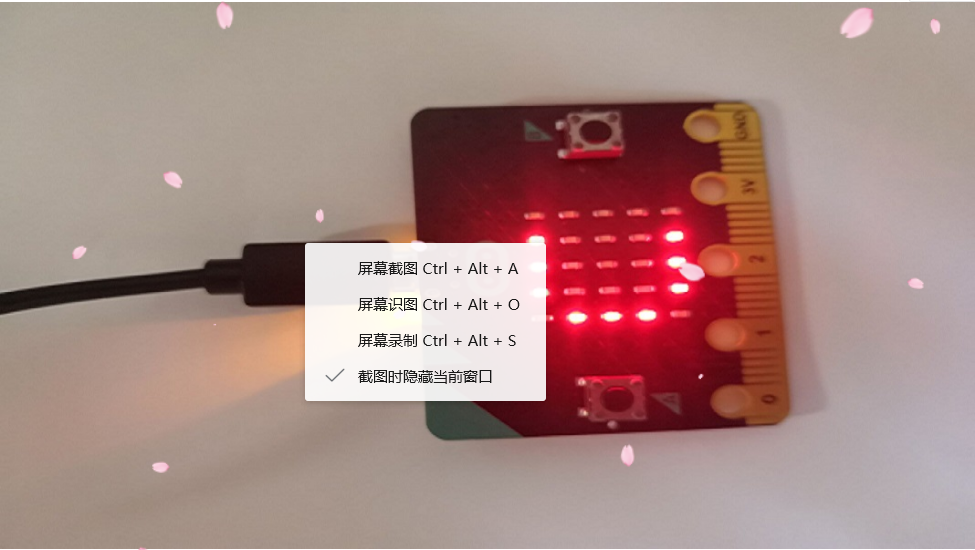 屏幕截图 Ctrl + Alt + A
屏幕识图 Ctrl + Alt + O
屏幕录制 Ctrl + Alt + S
截图时隐藏当前窗口
GND
3V
2
1
0